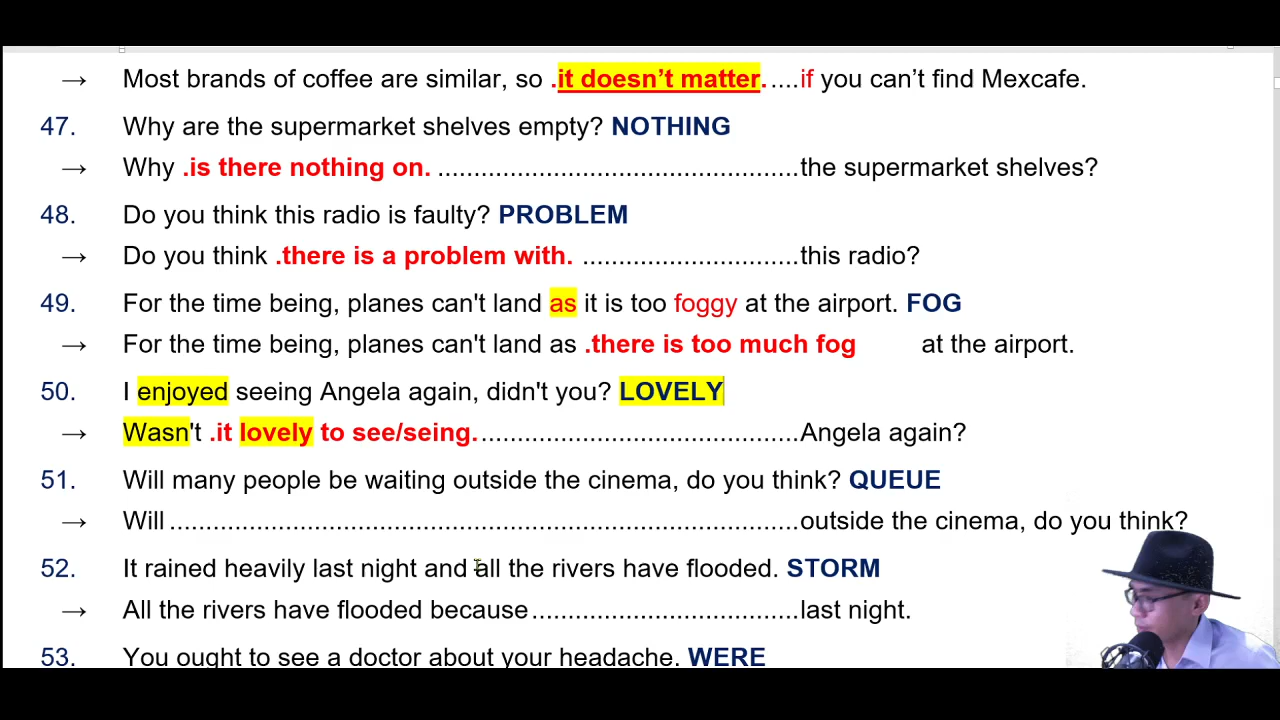 → Most brands of coffee are similar, so .it doesn’t matter.....if you can’t find Mexcafe.
47. Why are the supermarket shelves empty? NOTHING
→ Why .is there nothing on. ..................................................the supermarket shelves?
48. Do you think this radio is faulty? PROBLEM
→ Do you think .there is a problem with. ..............................this radio?
49. For the time being, planes can't land as it is too foggy at the airport. FOG
→ For the time being, planes can't land as .there is too much fog at the airport.
50. I enjoyed seeing Angela again, didn't you? LOVELY
→ Wasn't .it lovely to see/seing.............................................Angela again?
51. Will many people be waiting outside the cinema, do you think? QUEUE
→ Will.......................................................................................outside the cinema, do you think?
52. It rained heavily last night and all the rivers have flooded. STORM
→ All the rivers have flooded because.....................................last night.
53. You ought to see a doctor about your headache. WERE